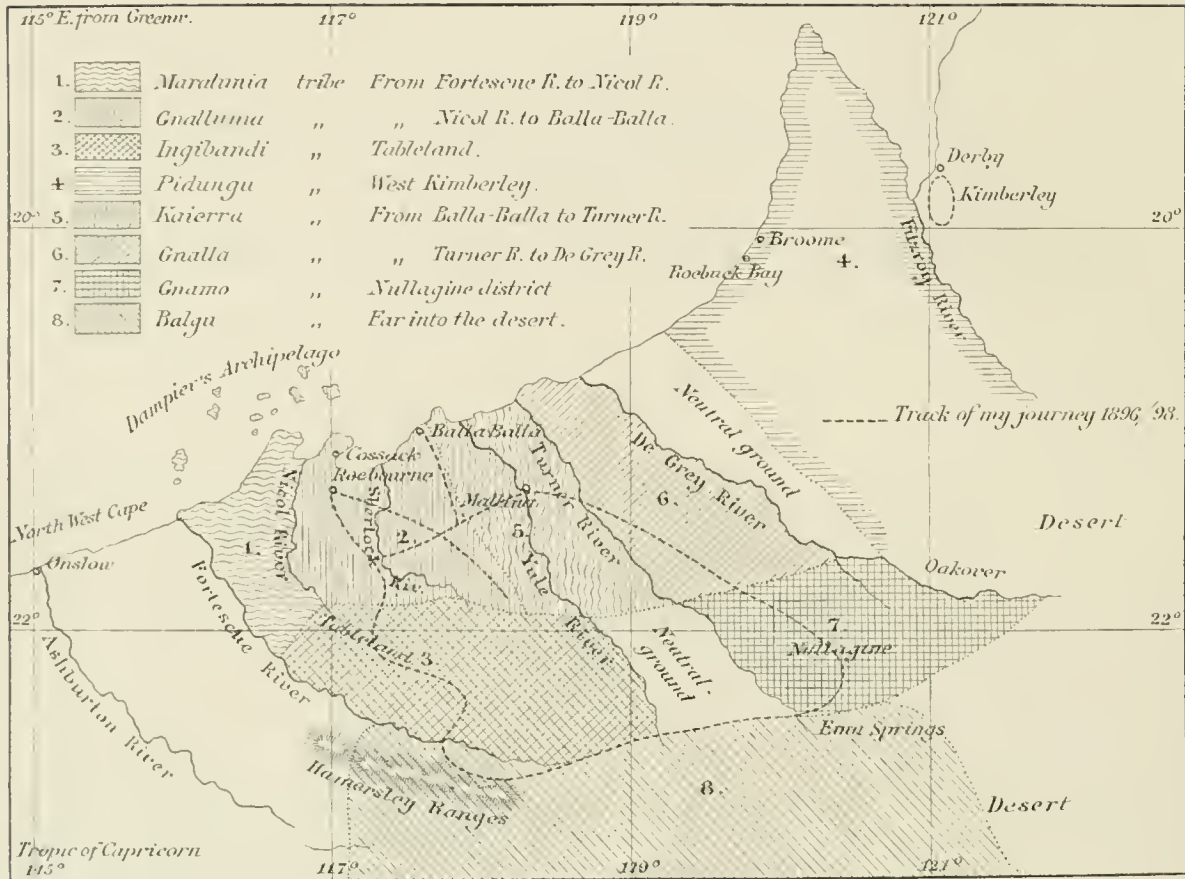 115° E. from Greenw. 117° 119° 121°
1. Maralunia tribe From Fortescue R. to Nicol R.
2. Gnalluma „ „ Nicol R. to Balla-Balla.
3. Ingibandi „ Tableland.
4 Pidungu „ West Kimberley.
5. Kaierra „ From Balla-Balla to Turner R.
6. Gnalla „ „ Turner R. to De Grey R.
7. Gnamo „ Nullagine district
8. Balgu „ Far into the desert.
Derby
Kimberley
20° 20°
Broome
4.
Roebuck Bay
Fitzroy River
Dampier's Archipelago
Neutral ground
Track of my journey 1896,/98.
Balla-Balla
Cossack
Roebourne
De Grey River
Turner River
Mallina
6.
North West Cape
Nicol River
Sherlock
Riv.
2.
5.
1.
Desert
Onslow
Yule
River
Oakover
Fortescue River
22° 22°
Tableland 3
Neutral-
ground
7.
Nullagine
Ashburton River
Emu Springs
Hamersley Ranges
8.
Desert
Tropic of Capricorn
115° 117° 119° 121°